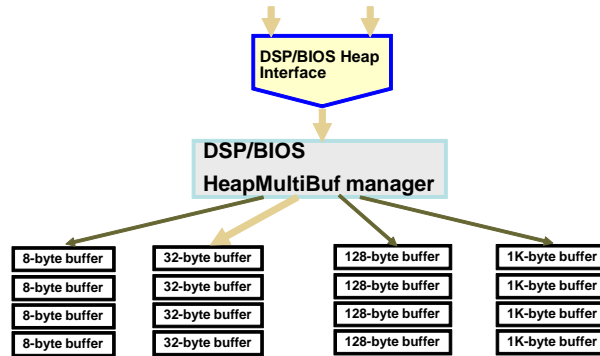 DSP/BIOS Heap
Interface
DSP/BIOS
HeapMultiBuf manager
8-byte buffer 32-byte buffer 128-byte buffer 1K-byte buffer
8-byte buffer 32-byte buffer 128-byte buffer 1K-byte buffer
8-byte buffer 32-byte buffer 128-byte buffer 1K-byte buffer
8-byte buffer 32-byte buffer 128-byte buffer 1K-byte buffer